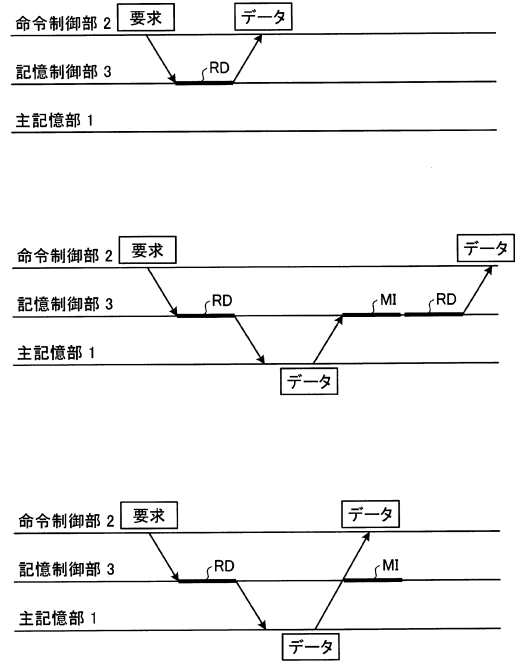 命令制御部 2 要求 データ
記憶制御部 3 RD
主記憶部 1
命令制御部 2 要求 データ
記憶制御部 3 RD MI RD
主記憶部 1
データ
命令制御部 2 要求 データ
記憶制御部 3 RD MI
主記憶部 1
データ